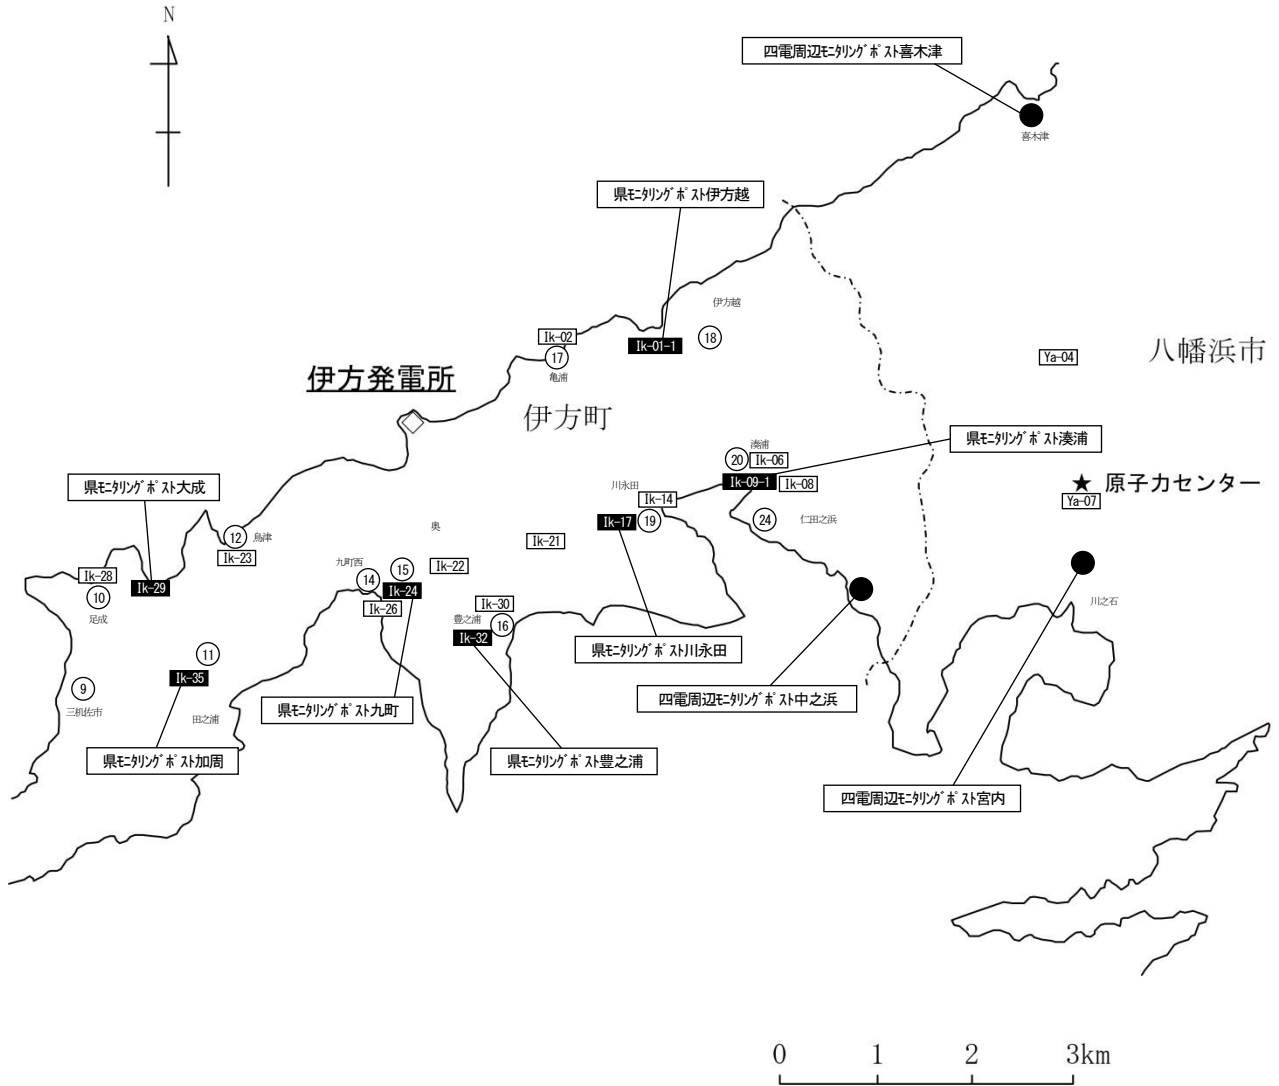 N
四電周辺モニタリングポスト喜木津
喜木津
県モニタリングポスト伊方越
伊方越
Ik-02
18
Ik-01-1
17
亀浦
Ya-04
八幡浜市
伊方発電所
伊方町
湊浦
県モニタリングポスト湊浦
20
Ik-06
県モニタリングポスト大成
川永田
Ik-09-1
Ik-08
★ 原子力センター
Ik-14
Ya-07
Ik-17
19
24
仁田之浜
奥
12
鳥津
Ik-21
Ik-23
九町西
15
Ik-22
Ik-28
14
Ik-29
Ik-24
10
Ik-30
川之石
Ik-26
足成
豊之浦
16
Ik-32
11
県モニタリングポスト川永田
Ik-35
9
四電周辺モニタリングポスト中之浜
三机佐市
田之浦
県モニタリングポスト九町
県モニタリングポスト加周
県モニタリングポスト豊之浦
四電周辺モニタリングポスト宮内
0 1 2 3km